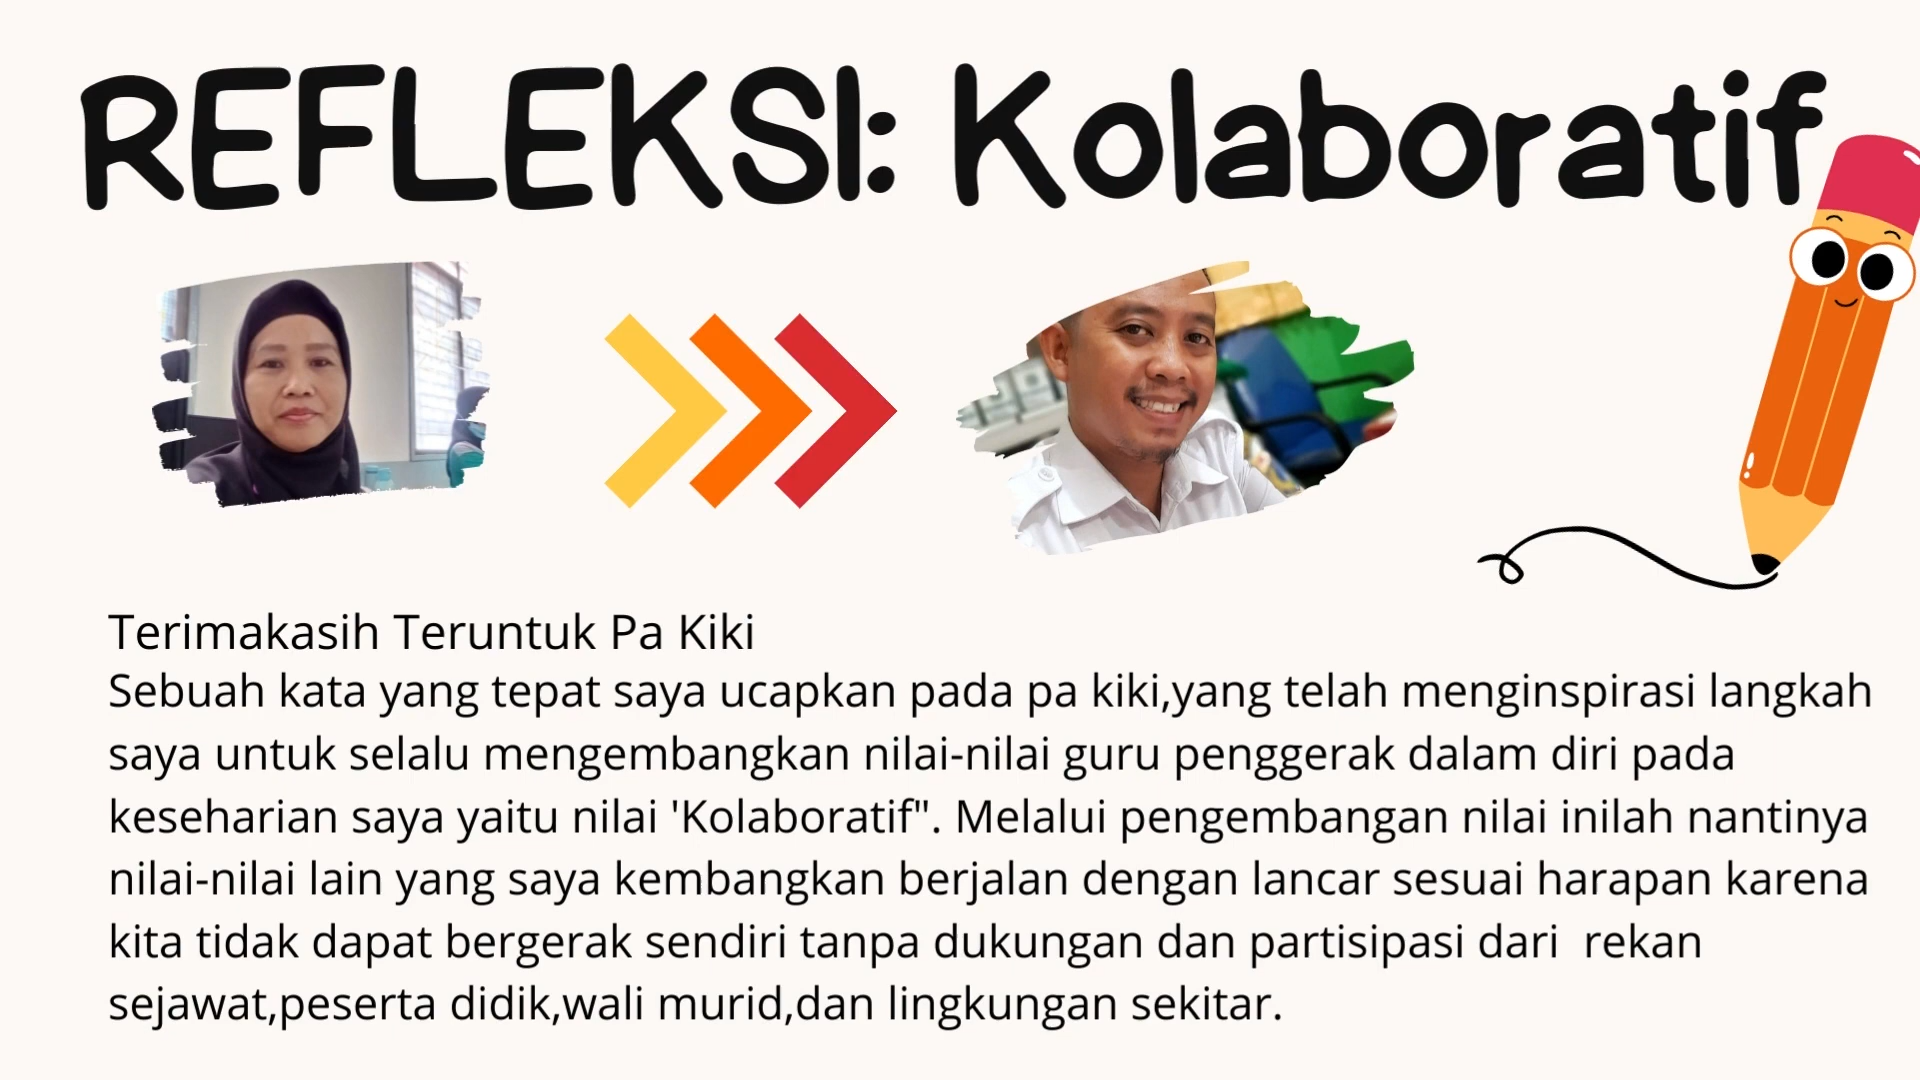 REFLEKSI: Kolaboratif
Terimakasih Teruntuk Pa Kiki
Sebuah kata yang tepat saya ucapkan pada pa kiki,yang telah menginspirasi langkah
saya untuk selalu mengembangkan nilai-nilai guru penggerak dalam diri pada
keseharian saya yaitu nilai 'Kolaboratif". Melalui pengembangan nilai inilah nantinya
nilai-nilai lain yang saya kembangkan berjalan dengan lancar sesuai harapan karena
kita tidak dapat bergerak sendiri tanpa dukungan dan partisipasi dari  rekan
sejawat,peserta didik,wali murid,dan lingkungan sekitar.